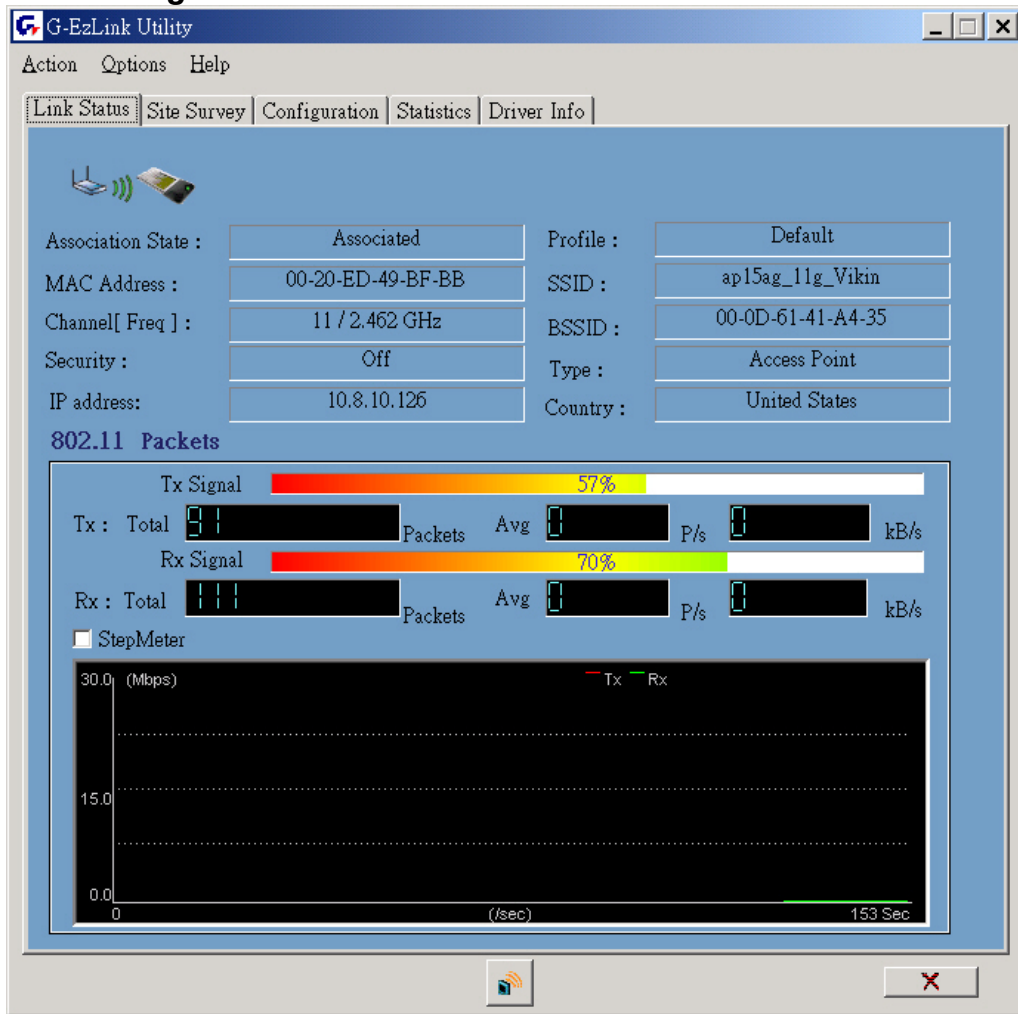 G-EzLink Utility
Action Options Help
Link Status Site Survey Configuration Statistics Driver Info
Association State : Associated Profile : Default
MAC Address : 00-20-ED-49-BF-BB SSID : ap15ag_11g_Vikin
Channel[ Freq ] : 11 / 2.462 GHz BSSID : 00-0D-61-41-A4-35
Security : Off Type : Access Point
IP address: 10.8.10.126 Country : United States
802.11 Packets
Tx Signal 57%
Tx : Total 91 Packets Avg 0 P/s 0 kB/s
Rx Signal 70%
Rx : Total 111 Packets Avg 0 P/s 0 kB/s
StepMeter
30.0 (Mbps) Tx Rx
15.0
0.0
0 (/sec) 153 Sec